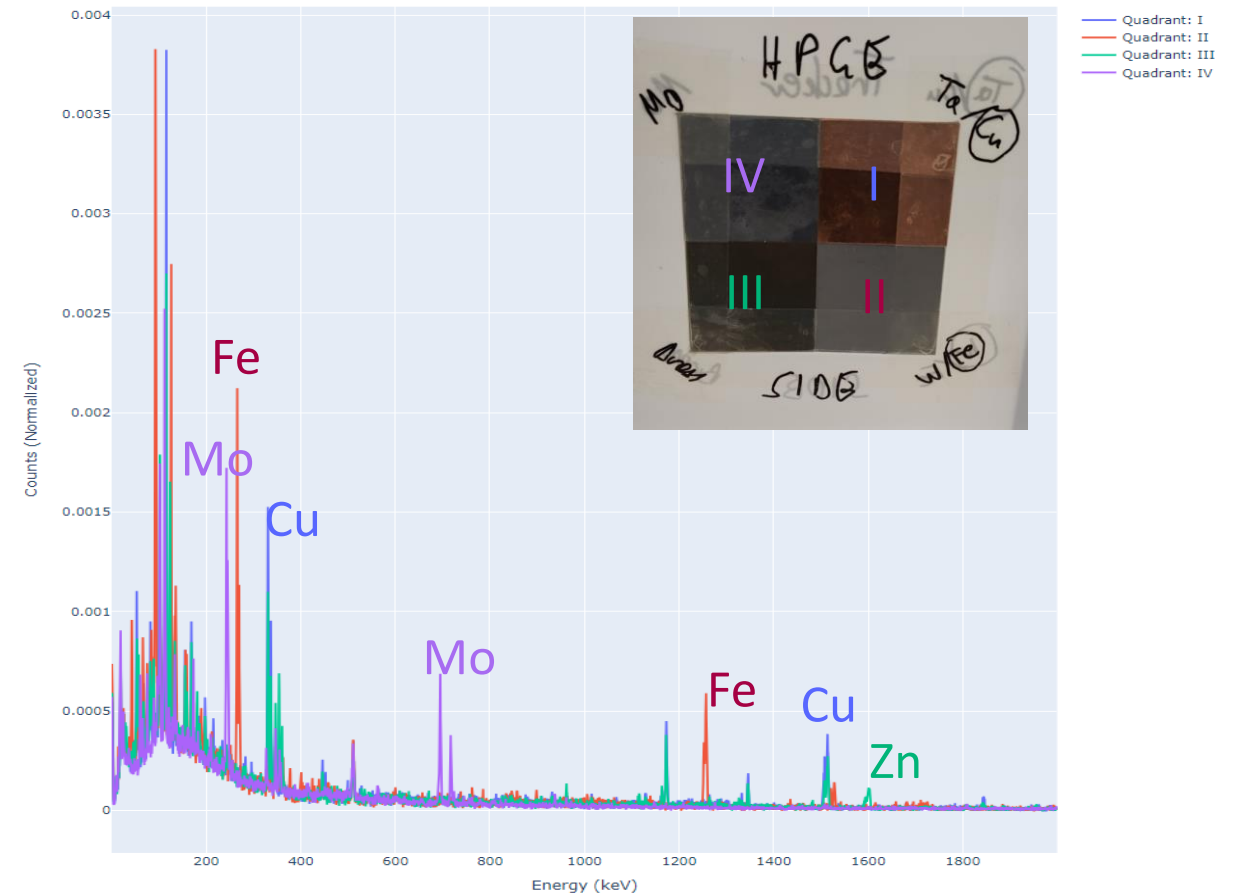 0.004
0.0035
0.003
0.0025
0.002
0.0015
0.001
0.0005
0
Counts (Normalized)
200
400
600
800
1000
1200
1400
1600
1800
Energy (keV)
Quadrant: I
Quadrant: II
Quadrant: III
Quadrant: IV
Fe
Mo
Cu
Mo
Fe
Cu
Zn
HPGE
Tracker
Mo
Ta/Cu
IV
I
III
II
Brass
SIDE
W/Fe